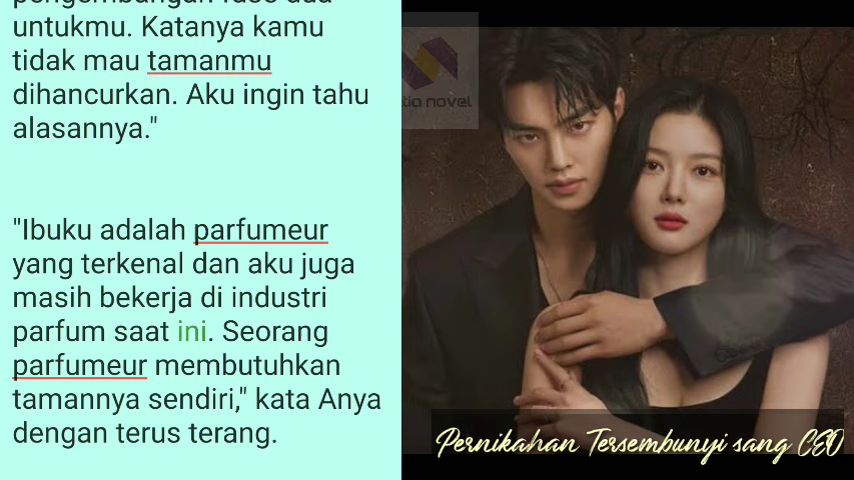 untukmu. Katanya kamu
tidak mau tamanmu
dihancurkan. Aku ingin tahu
alasannya."
"Ibuku adalah parfumeur
yang terkenal dan aku juga
masih bekerja di industri
parfum saat ini. Seorang
parfumeur membutuhkan
tamannya sendiri," kata Anya
dengan terus terang.
novel
Pernikahan Tersembunyi sang CEO